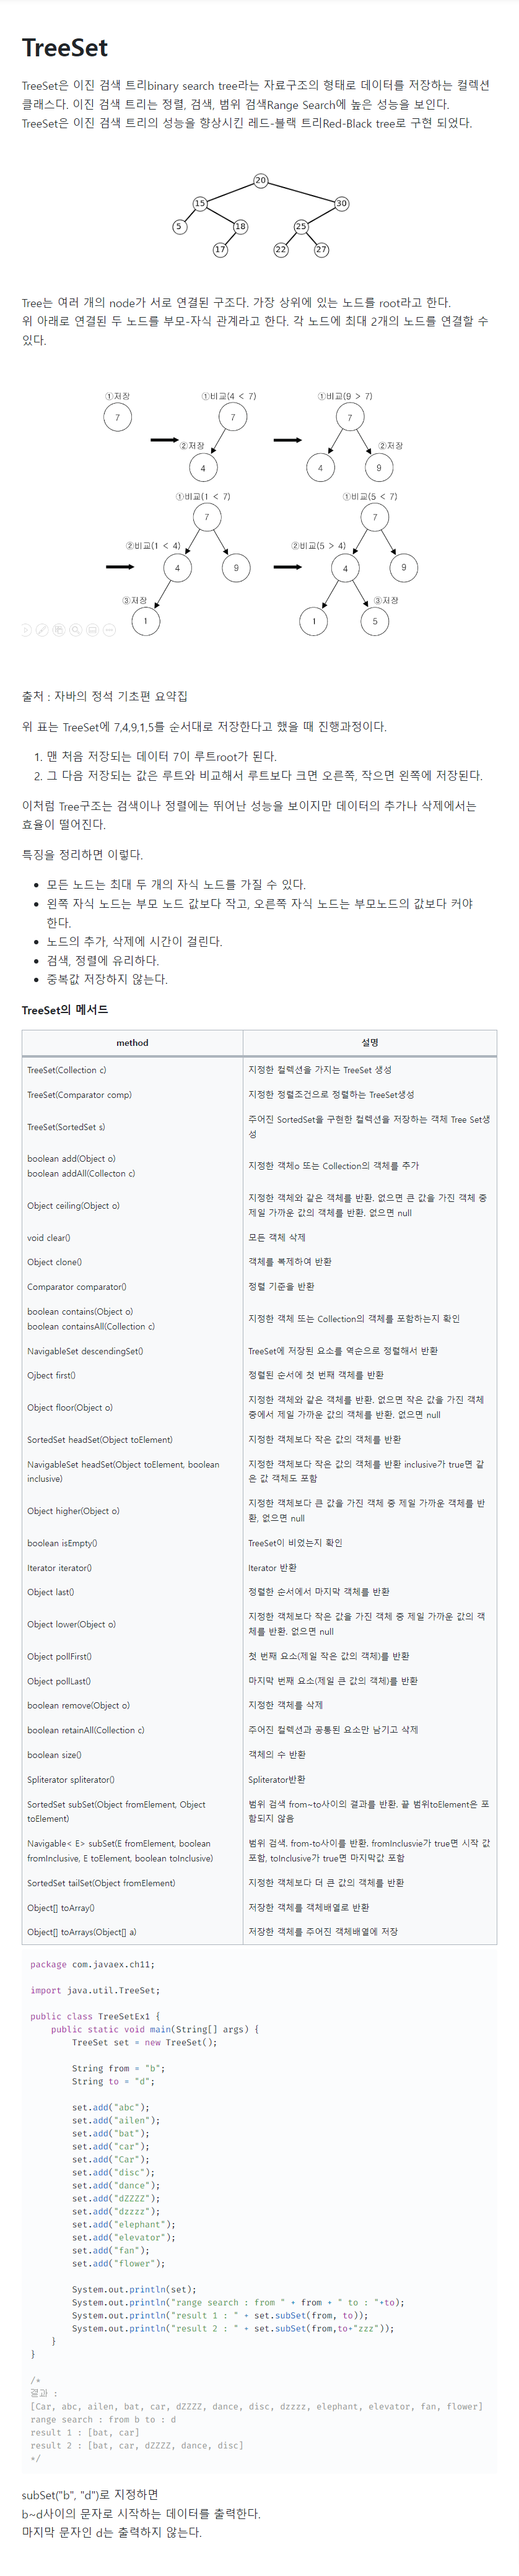 TreeSet
TreeSet은 이진 검색 트리binary search tree라는 자료구조의 형태로 데이터를 저장하는 컬렉션
클래스다. 이진 검색 트리는 정렬, 검색, 범위 검색Range Search에 높은 성능을 보인다.
TreeSet은 이진 검색 트리의 성능을 향상시킨 레드-블랙 트리Red-Black tree로 구현 되었다.
20
15
30
5
18
25
17
22
27
Tree는 여러 개의 node가 서로 연결된 구조다. 가장 상위에 있는 노드를 root라고 한다.
위 아래로 연결된 두 노드를 부모-자식 관계라고 한다. 각 노드에 최대 2개의 노드를 연결할 수
있다.
①저장
7
①비교(4 < 7)
7
②저장
4
①비교(9 > 7)
7
②저장
4
9
①비교(1 < 7)
7
②비교(1 < 4)
4
9
③저장
1
①비교(5 < 7)
7
②비교(5 > 4)
4
9
③저장
1
5
출처 : 자바의 정석 기초편 요약집
위 표는 TreeSet에 7,4,9,1,5를 순서대로 저장한다고 했을 때 진행과정이다.
1. 맨 처음 저장되는 데이터 7이 루트root가 된다.
2. 그 다음 저장되는 값은 루트와 비교해서 루트보다 크면 오른쪽, 작으면 왼쪽에 저장된다.
이처럼 Tree구조는 검색이나 정렬에는 뛰어난 성능을 보이지만 데이터의 추가나 삭제에서는
효율이 떨어진다.
특징을 정리하면 이렇다.
• 모든 노드는 최대 두 개의 자식 노드를 가질 수 있다.
• 왼쪽 자식 노드는 부모 노드 값보다 작고, 오른쪽 자식 노드는 부모노드의 값보다 커야
한다.
• 노드의 추가, 삭제에 시간이 걸린다.
• 검색, 정렬에 유리하다.
• 중복값 저장하지 않는다.
TreeSet의 메서드
method 설명
TreeSet(Collection c) 지정한 컬렉션을 가지는 TreeSet 생성
TreeSet(Comparator comp) 지정한 정렬조건으로 정렬하는 TreeSet생성
TreeSet(SortedSet s) 주어진 SortedSet을 구현한 컬렉션을 저장하는 객체 Tree Set생
성
boolean add(Object o)
boolean addAll(Collecton c) 지정한 객체o 또는 Collection의 객체를 추가
Object ceiling(Object o) 지정한 객체와 같은 객체를 반환. 없으면 큰 값을 가진 객체 중
제일 가까운 값의 객체를 반환. 없으면 null
void clear() 모든 객체 삭제
Object clone() 객체를 복제하여 반환
Comparator comparator() 정렬 기준을 반환
boolean contains(Object o)
boolean containsAll(Collection c) 지정한 객체 또는 Collection의 객체를 포함하는지 확인
NavigableSet descendingSet() TreeSet에 저장된 요소를 역순으로 정렬해서 반환
Ojbect first() 정렬된 순서에 첫 번째 객체를 반환
Object floor(Object o) 지정한 객체와 같은 객체를 반환. 없으면 작은 값을 가진 객체
중에서 제일 가까운 값의 객체를 반환. 없으면 null
SortedSet headSet(Object toElement) 지정한 객체보다 작은 값의 객체를 반환
NavigableSet headSet(Object toElement, boolean
inclusive) 지정한 객체보다 작은 값의 객체를 반환 inclusive가 true면 같
은 값 객체도 포함
Object higher(Object o) 지정한 객체보다 큰 값을 가진 객체 중 제일 가까운 객체를 반
환, 없으면 null
boolean isEmpty() TreeSet이 비었는지 확인
Iterator iterator() Iterator 반환
Object last() 정렬한 순서에서 마지막 객체를 반환
Object lower(Object o) 지정한 객체보다 작은 값을 가진 객체 중 제일 가까운 값의 객
체를 반환. 없으면 null
Object pollFirst() 첫 번째 요소(제일 작은 값의 객체)를 반환
Object pollLast() 마지막 번째 요소(제일 큰 값의 객체)를 반환
boolean remove(Object o) 지정한 객체를 삭제
boolean retainAll(Collection c) 주어진 컬렉션과 공통된 요소만 남기고 삭제
boolean size() 객체의 수 반환
Spliterator spliterator() Spliterator반환
SortedSet subSet(Object fromElement, Object
toElement) 범위 검색 from~to사이의 결과를 반환. 끝 범위toElement은 포
함되지 않음
Navigable< E> subSet(E fromElement, boolean
fromInclusive, E toElement, boolean toInclusive) 범위 검색. from-to사이를 반환. fromInclusvie가 true면 시작 값
포함, toInclusive가 true면 마지막값 포함
SortedSet tailSet(Object fromElement) 지정한 객체보다 더 큰 값의 객체를 반환
Object[] toArray() 저장한 객체를 객체배열로 반환
Object[] toArrays(Object[] a) 저장한 객체를 주어진 객체배열에 저장
package com.javaex.ch11;
import java.util.TreeSet;
public class TreeSetEx1 {
public static void main(String[] args) {
TreeSet set = new TreeSet();
String from = "b";
String to = "d";
set.add("abc");
set.add("ailen");
set.add("bat");
set.add("car");
set.add("Car");
set.add("disc");
set.add("dance");
set.add("dZZZZ");
set.add("dzzzz");
set.add("elephant");
set.add("elevator");
set.add("fan");
set.add("flower");
System.out.println(set);
System.out.println("range search : from " + from + " to : "+to);
System.out.println("result 1 : " + set.subSet(from, to));
System.out.println("result 2 : " + set.subSet(from,to+"zzz"));
}
}
/*
결과 :
[Car, abc, ailen, bat, car, dZZZZ, dance, disc, dzzzz, elephant, elevator, fan, flower]
range search : from b to : d
result 1 : [bat, car]
result 2 : [bat, car, dZZZZ, dance, disc]
*/
subSet("b", "d")로 지정하면
b~d사이의 문자로 시작하는 데이터를 출력한다.
마지막 문자인 d는 출력하지 않는다.